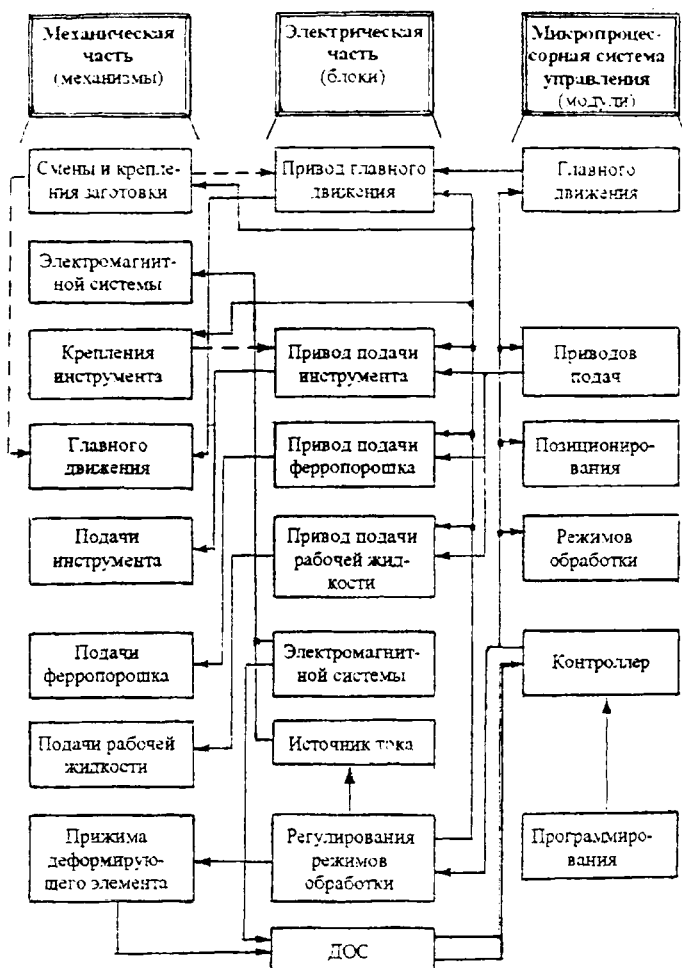 Механическая
часть
(механизмы)
Электрическая
часть
(блоки)
Микропроцес-
сорная система
управления
(модули)
Смены и крепле-
ния заготовки
Привод главного
движения
Главного
движения
Электромагнит-
ной системы
Крепления
инструмента
Привод подачи
инструмента
Приводов
подач
Главного
движения
Привод подачи
ферропорошка
Позициониро-
вания
Подачи
инструмента
Привод подачи
рабочей жид-
кости
Режимов
обработки
Подачи
ферропорошка
Электромагнит-
ной системы
Контроллер
Подачи рабочей
жидкости
Источник тока
Прижима
деформирую-
щего элемента
Регулирования
режимов
обработки
Программиро-
вания
ДОС